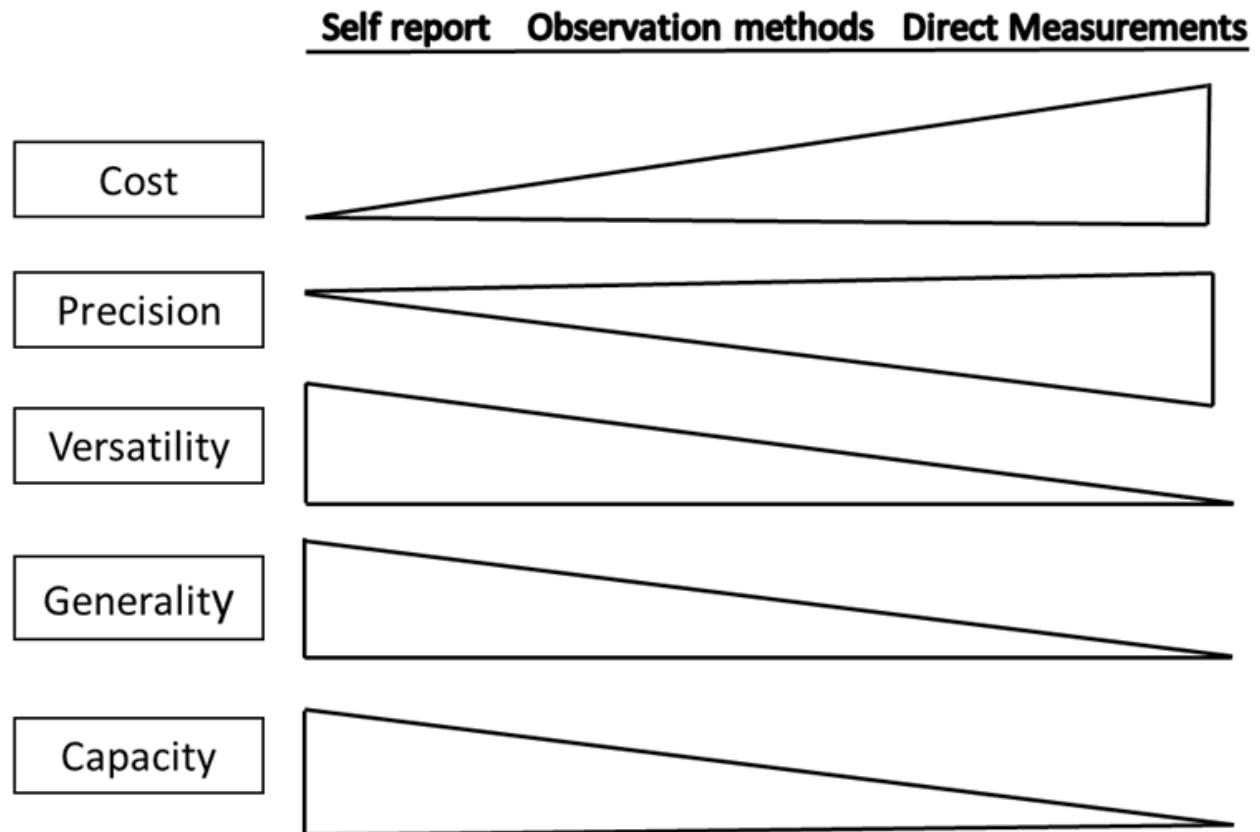 Self report Observation methods Direct Measurements
Cost
Precision
Versatility
Generality
Capacity